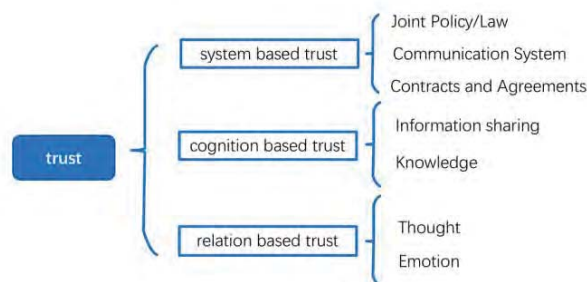 Joint Policy/Law
system based trust
Communication System
Contracts and Agreements
Information sharing
cognition based trust
trust
Knowledge
Thought
relation based trust
Emotion